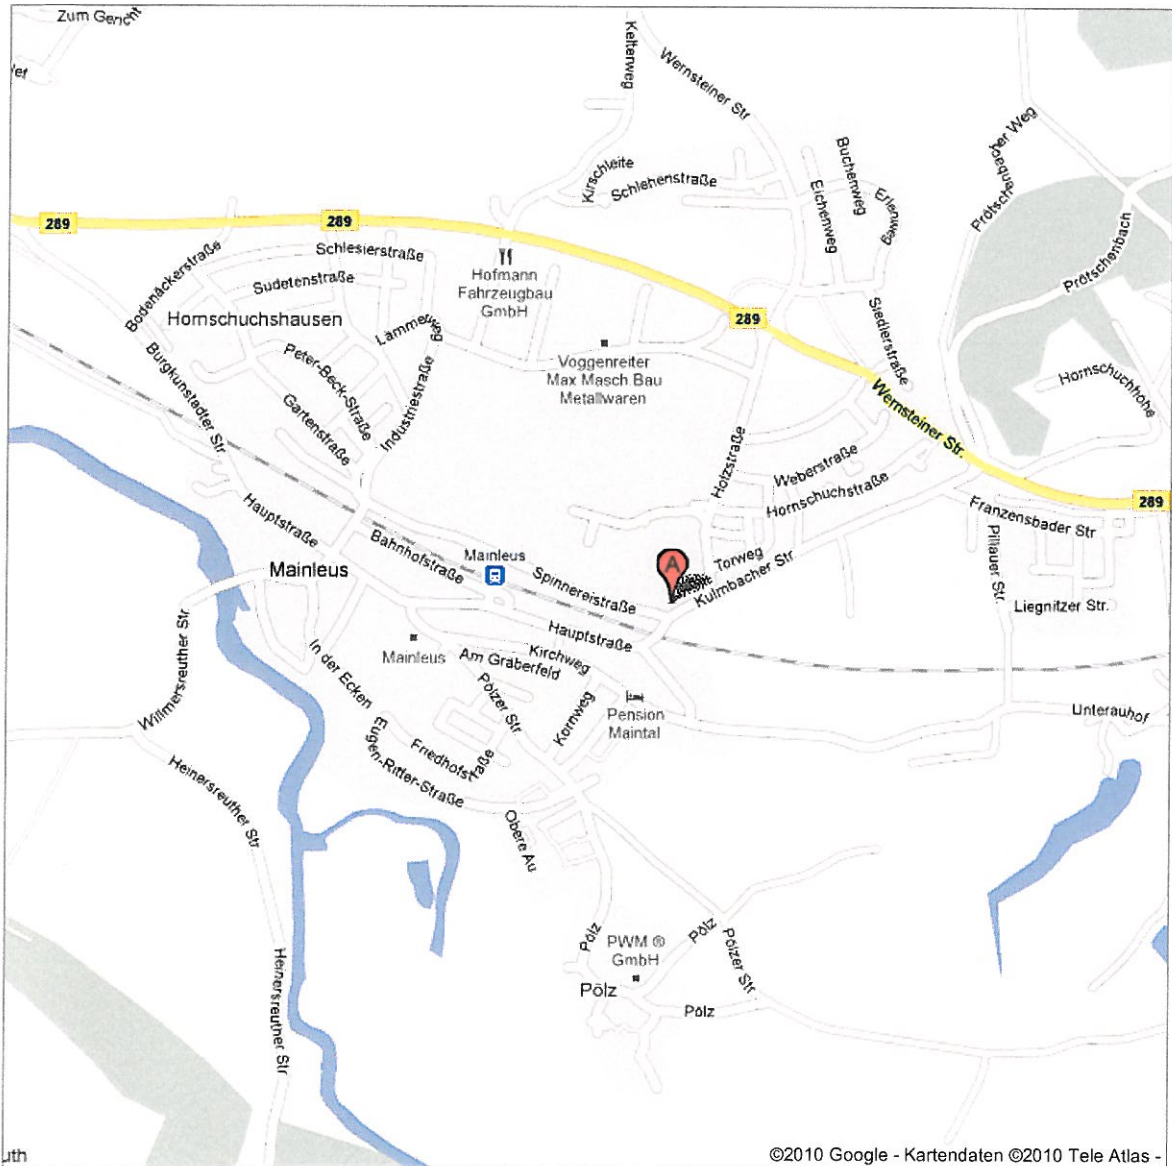 Zum Gericht
Kelterweg
Wernsteiner Str
Prötschenbacher Weg
Buchenweg
Kirschleite
Schlehenstraße
Eichenweg
Erlenweg
289
289
Schlesierstraße
Bodenäckerstraße
Sudetenstraße
Hofmann
Fahrzeugbau
GmbH
Prötschenbach
Hornschuchshausen
Lämmerweg
289
Siedlerstraße
Burgkunstadter Str
Peter-Beck-Straße
Voggenreiter
Max Masch.Bau
Metallwaren
Hornschuchhöhe
Gartenstraße
Industriestraße
Wernsteiner Str.
Holzstraße
Weberstraße
Hornschuchstraße
289
Hauptstraße
Franzensbader Str
Bahnhofstraße
Mainleus
Spinnereistraße
A
Torweg
Kulmbacher Str
Pillauer Str.
Mainleus
Liegnitzer Str.
Willmersreuther Str
Hauptstraße
Mainleus
Kirchweg
Am Gräberfeld
In der Ecken
Pölzer Str
Kornweg
Pension
Maintal
Unterauhof
Friedhofstraße
Eugen-Ritter-Straße
Heinersreuther Str
Obere Au
Pölz
PWM ®
GmbH
Pölz
Pölzer Str
Heinersreuther Str
Pölz
Pölz
uth
©2010 Google - Kartendaten ©2010 Tele Atlas -